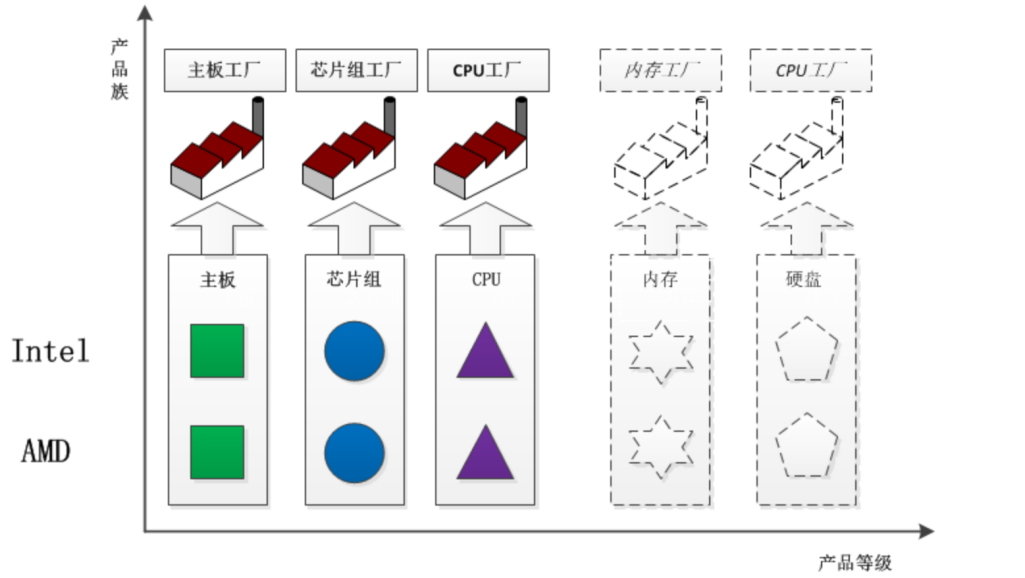 产品族
主板工厂
芯片组工厂
CPU工厂
内存工厂
CPU工厂
主板
芯片组
CPU
内存
硬盘
Intel
AMD
产品等级